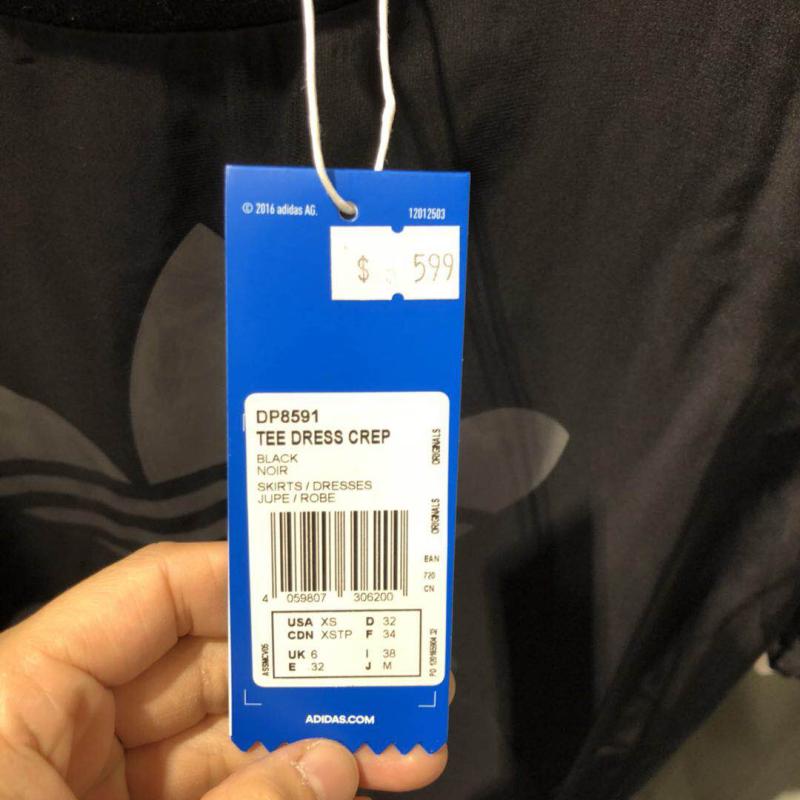 © 2016 adidas AG.
12012503
$ 599
DP8591
TEE DRESS CREP
BLACK
NOIR
SKIRTS / DRESSES
JUPE / ROBE
ORIGINALS
ORIGINALS
EAN
720
CN
4 059807 306200
USA XS D 32
CDN XSTP F 34
UK 6 I 38
E 32 J M
ADIDAS.COM